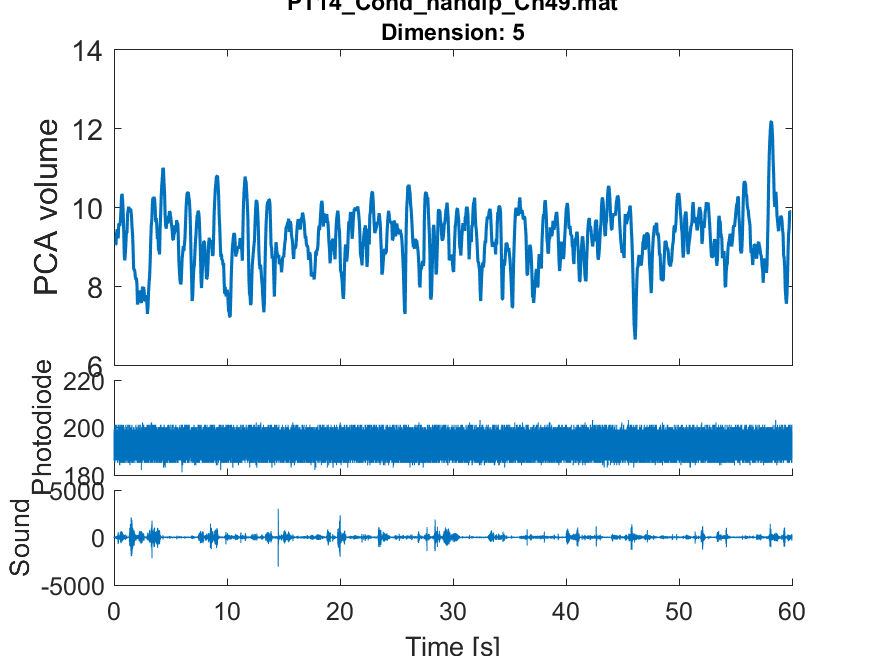 PT14_Cond_handip_Ch49.mat
Dimension: 5
14
12
10
8
6
PCA volume
220
200
180
Photodiode
5000
0
-5000
Sound
0 10 20 30 40 50 60
Time [s]